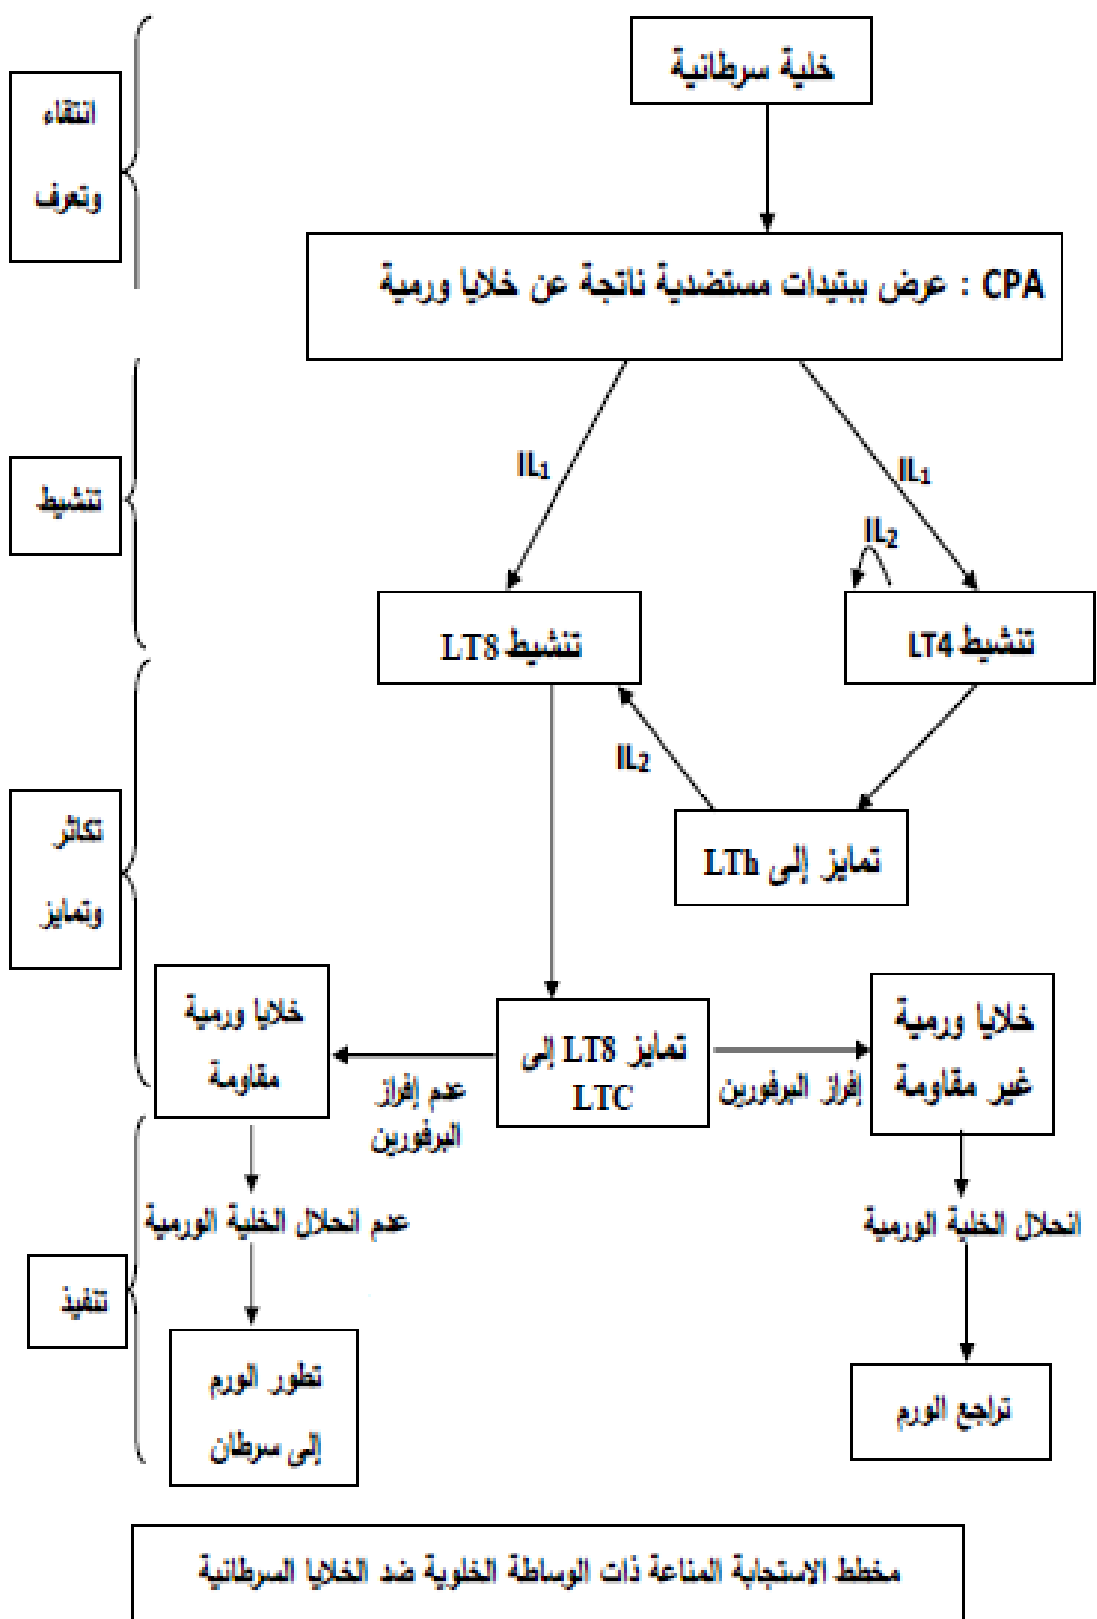 خلية سرطانية
انتقاء
وتعرف
CPA : عرض ببتيدات مستضدية ناتجة عن خلايا ورمية
IL1
IL1
IL2
تنشيط
تنشيط LT8
تنشيط LT4
IL2
تكاثر
وتمايز
تمايز إلى LTh
خلايا ورمية
غير مقاومة
تمايز LT8 إلى
LTC
خلايا ورمية
مقاومة
إفراز البرفورين
عدم إفراز
البرفورين
انحلال الخلية الورمية
عدم انحلال الخلية الورمية
تنفيذ
تراجع الورم
تطور الورم
إلى سرطان
مخطط الاستجابة المناعة ذات الوساطة الخلوية ضد الخلايا السرطانية